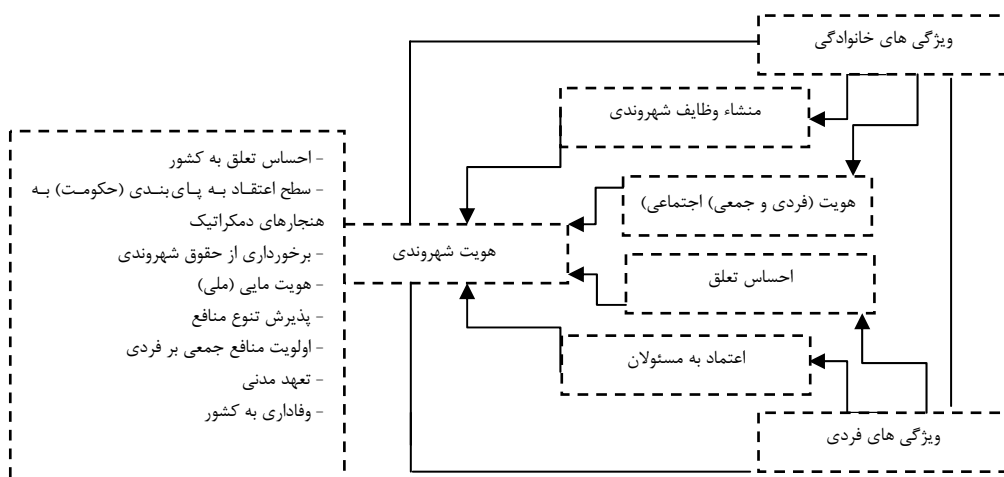 ویژگی های خانوادگی
منشاء وظایف شهروندی
هویت (فردی و جمعی) اجتماعی)
احساس تعلق
اعتماد به مسئولان
ویژگی های فردی
هویت شهروندی
- احساس تعلق به کشور
- سطح اعتقاد به پای‌بندی (حکومت) به
هنجارهای دمکراتیک
- برخورداری از حقوق شهروندی
- هویت مایی (ملی)
- پذیرش تنوع منافع
- اولویت منافع جمعی بر فردی
- تعهد مدنی
- وفاداری به کشور